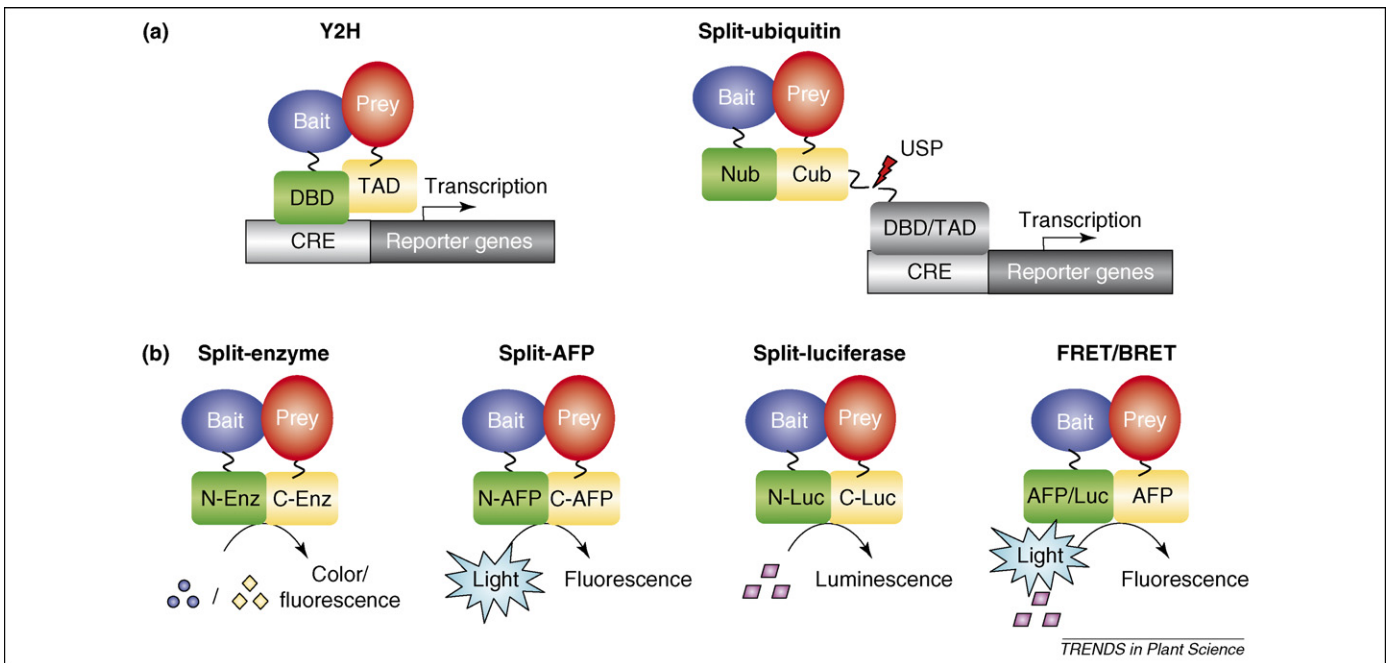 (a)
Y2H
Bait
Prey
DBD
TAD
Transcription
CRE
Reporter genes
Split-ubiquitin
Bait
Prey
Nub
Cub
USP
DBD/TAD
Transcription
CRE
Reporter genes
(b)
Split-enzyme
Bait
Prey
N-Enz
C-Enz
/
Color/
fluorescence
Split-AFP
Bait
Prey
N-AFP
C-AFP
Light
Fluorescence
Split-luciferase
Bait
Prey
N-Luc
C-Luc
Luminescence
FRET/BRET
Bait
Prey
AFP/Luc
AFP
Light
Fluorescence
TRENDS in Plant Science